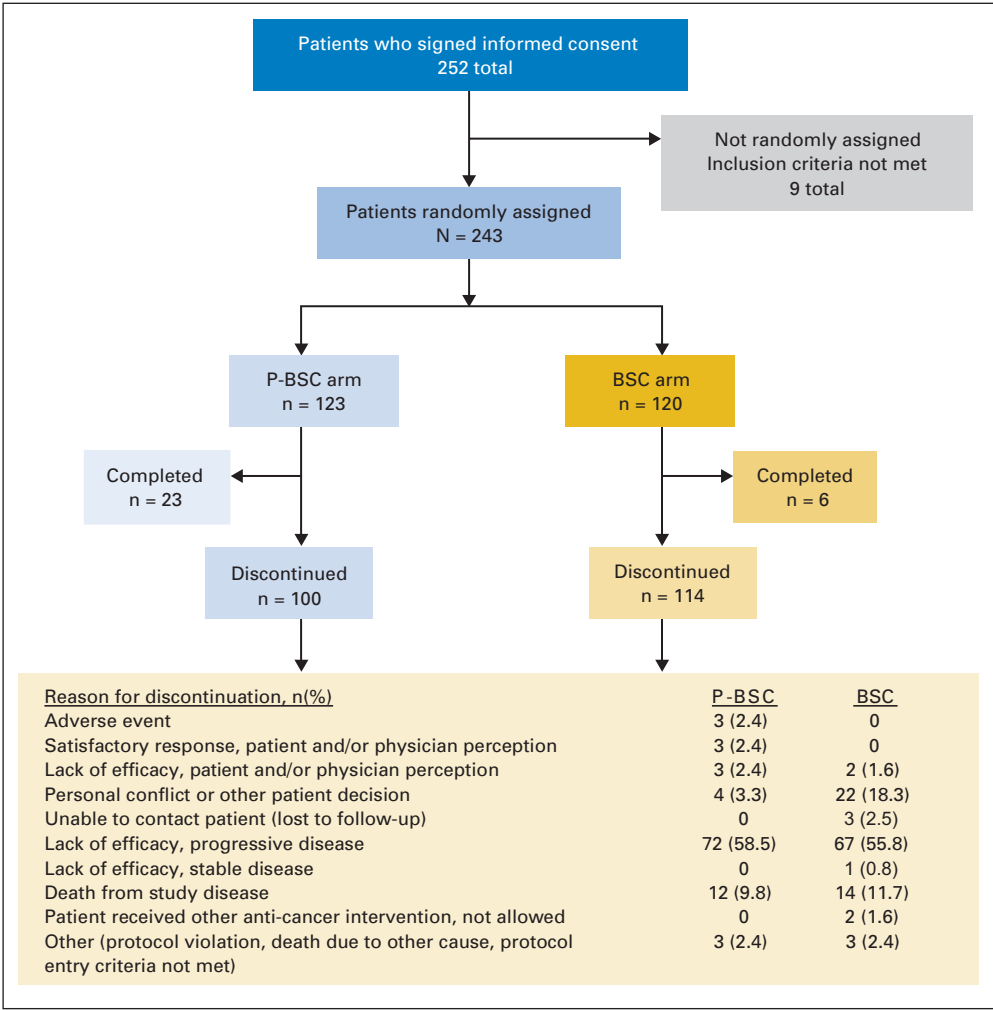 Patients who signed informed consent
252 total
Not randomly assigned
Inclusion criteria not met
9 total
Patients randomly assigned
N = 243
P-BSC arm
n = 123
BSC arm
n = 120
Completed
n = 23
Completed
n = 6
Discontinued
n = 100
Discontinued
n = 114
Reason for discontinuation, n(%) P-BSC BSC
Adverse event 3 (2.4) 0
Satisfactory response, patient and/or physician perception 3 (2.4) 0
Lack of efficacy, patient and/or physician perception 3 (2.4) 2 (1.6)
Personal conflict or other patient decision 4 (3.3) 22 (18.3)
Unable to contact patient (lost to follow-up) 0 3 (2.5)
Lack of efficacy, progressive disease 72 (58.5) 67 (55.8)
Lack of efficacy, stable disease 0 1 (0.8)
Death from study disease 12 (9.8) 14 (11.7)
Patient received other anti-cancer intervention, not allowed 0 2 (1.6)
Other (protocol violation, death due to other cause, protocol 3 (2.4) 3 (2.4)
entry criteria not met)